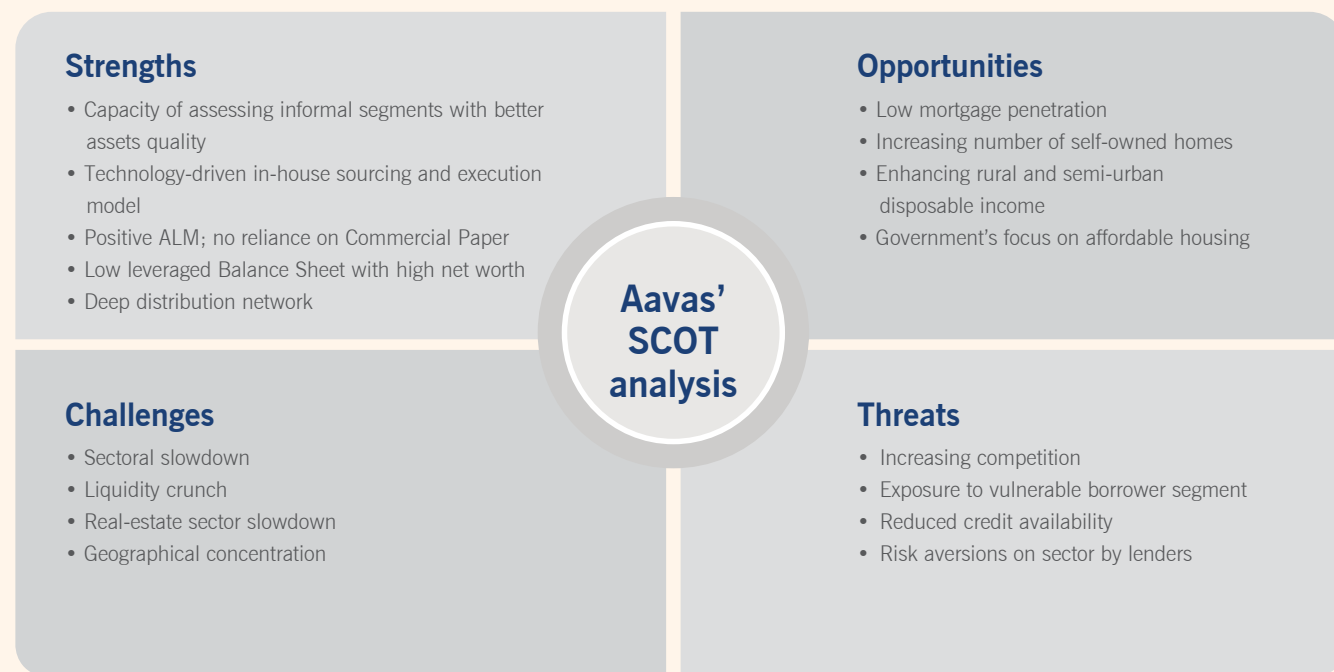 Strengths
• Capacity of assessing informal segments with better
assets quality
• Technology-driven in-house sourcing and execution
model
• Positive ALM; no reliance on Commercial Paper
• Low leveraged Balance Sheet with high net worth
• Deep distribution network
Opportunities
• Low mortgage penetration
• Increasing number of self-owned homes
• Enhancing rural and semi-urban
disposable income
• Government’s focus on affordable housing
Aavas’
SCOT
analysis
Challenges
• Sectoral slowdown
• Liquidity crunch
• Real-estate sector slowdown
• Geographical concentration
Threats
• Increasing competition
• Exposure to vulnerable borrower segment
• Reduced credit availability
• Risk aversions on sector by lenders